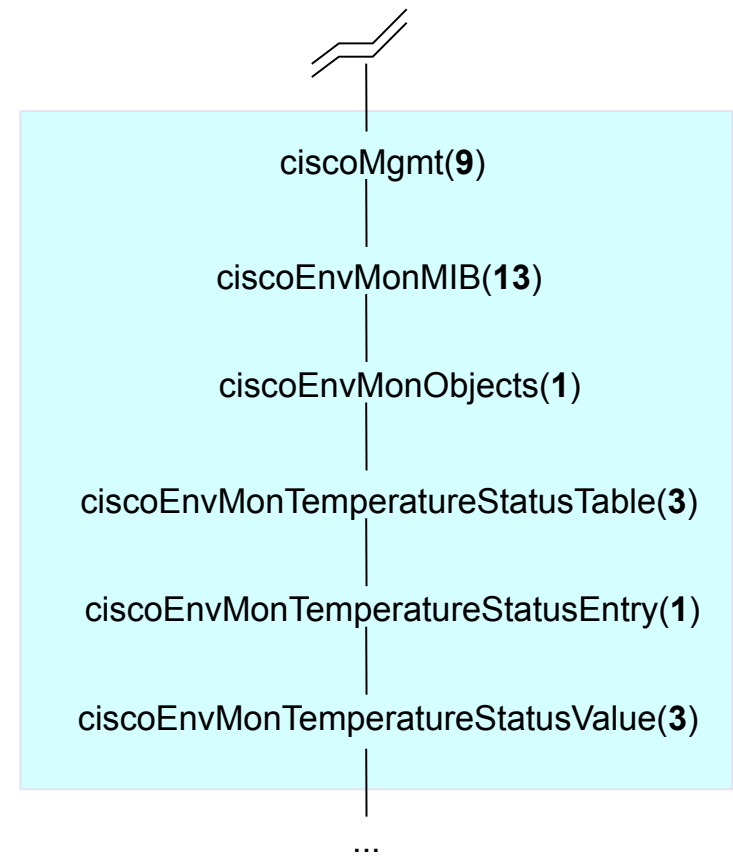 ciscoMgmt(9)
ciscoEnvMonMIB(13)
ciscoEnvMonObjects(1)
ciscoEnvMonTemperatureStatusTable(3)
ciscoEnvMonTemperatureStatusEntry(1)
ciscoEnvMonTemperatureStatusValue(3)
...